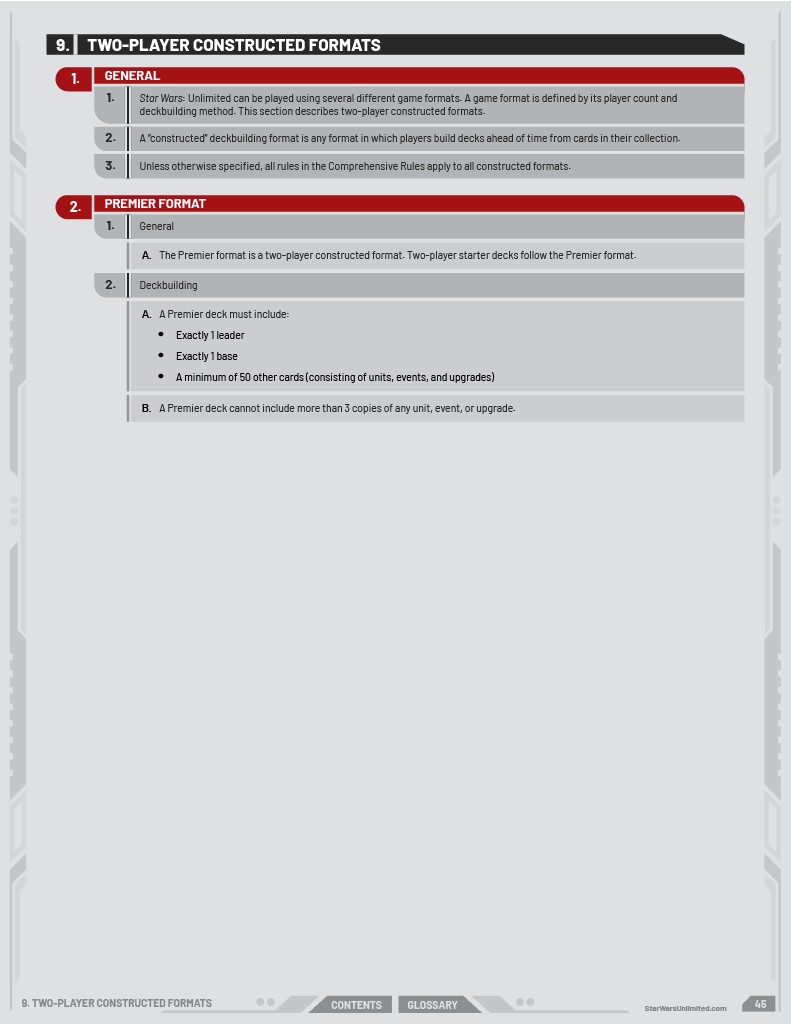 9. TWO-PLAYER CONSTRUCTED FORMATS
1. GENERAL
1. Star Wars: Unlimited can be played using several different game formats. A game format is defined by its player count and
deckbuilding method. This section describes two-player constructed formats.
2. A “constructed” deckbuilding format is any format in which players build decks ahead of time from cards in their collection.
3. Unless otherwise specified, all rules in the Comprehensive Rules apply to all constructed formats.
2. PREMIER FORMAT
1. General
A. The Premier format is a two-player constructed format. Two-player starter decks follow the Premier format.
2. Deckbuilding
A. A Premier deck must include:
• Exactly 1 leader
• Exactly 1 base
• A minimum of 50 other cards (consisting of units, events, and upgrades)
B. A Premier deck cannot include more than 3 copies of any unit, event, or upgrade.
9. TWO-PLAYER CONSTRUCTED FORMATS CONTENTS GLOSSARY StarWarsUnlimited.com 45